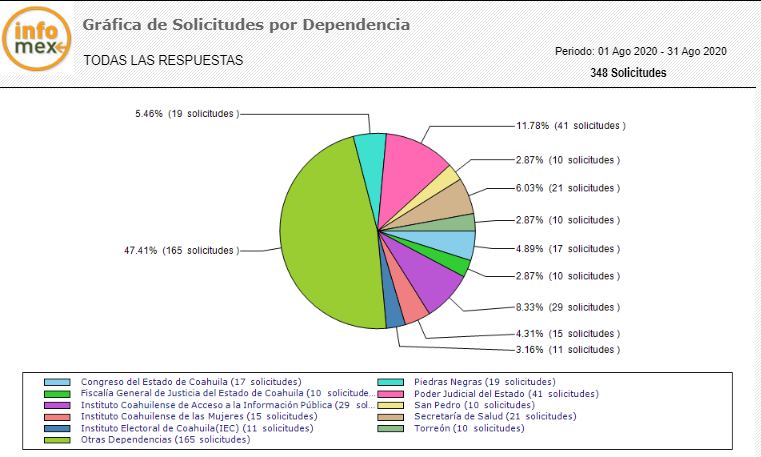 info
mex
Gráfica de Solicitudes por Dependencia
TODAS LAS RESPUESTAS
Periodo: 01 Ago 2020 - 31 Ago 2020
348 Solicitudes
5.46% (19 solicitudes )
11.78% (41 solicitudes )
2.87% (10 solicitudes )
6.03% (21 solicitudes )
2.87% (10 solicitudes )
47.41% (165 solicitudes )
4.89% (17 solicitudes )
2.87% (10 solicitudes )
8.33% (29 solicitudes )
4.31% (15 solicitudes )
3.16% (11 solicitudes )
Congreso del Estado de Coahuila (17 solicitudes)
Fiscalía General de Justicia del Estado de Coahuila (10 solicitude...
Instituto Coahuilense de Acceso a la Información Pública (29 sol...
Instituto Coahuilense de las Mujeres (15 solicitudes)
Instituto Electoral de Coahuila(IEC) (11 solicitudes)
Otras Dependencias (165 solicitudes)
Piedras Negras (19 solicitudes)
Poder Judicial del Estado (41 solicitudes)
San Pedro (10 solicitudes)
Secretaría de Salud (21 solicitudes)
Torreón (10 solicitudes)